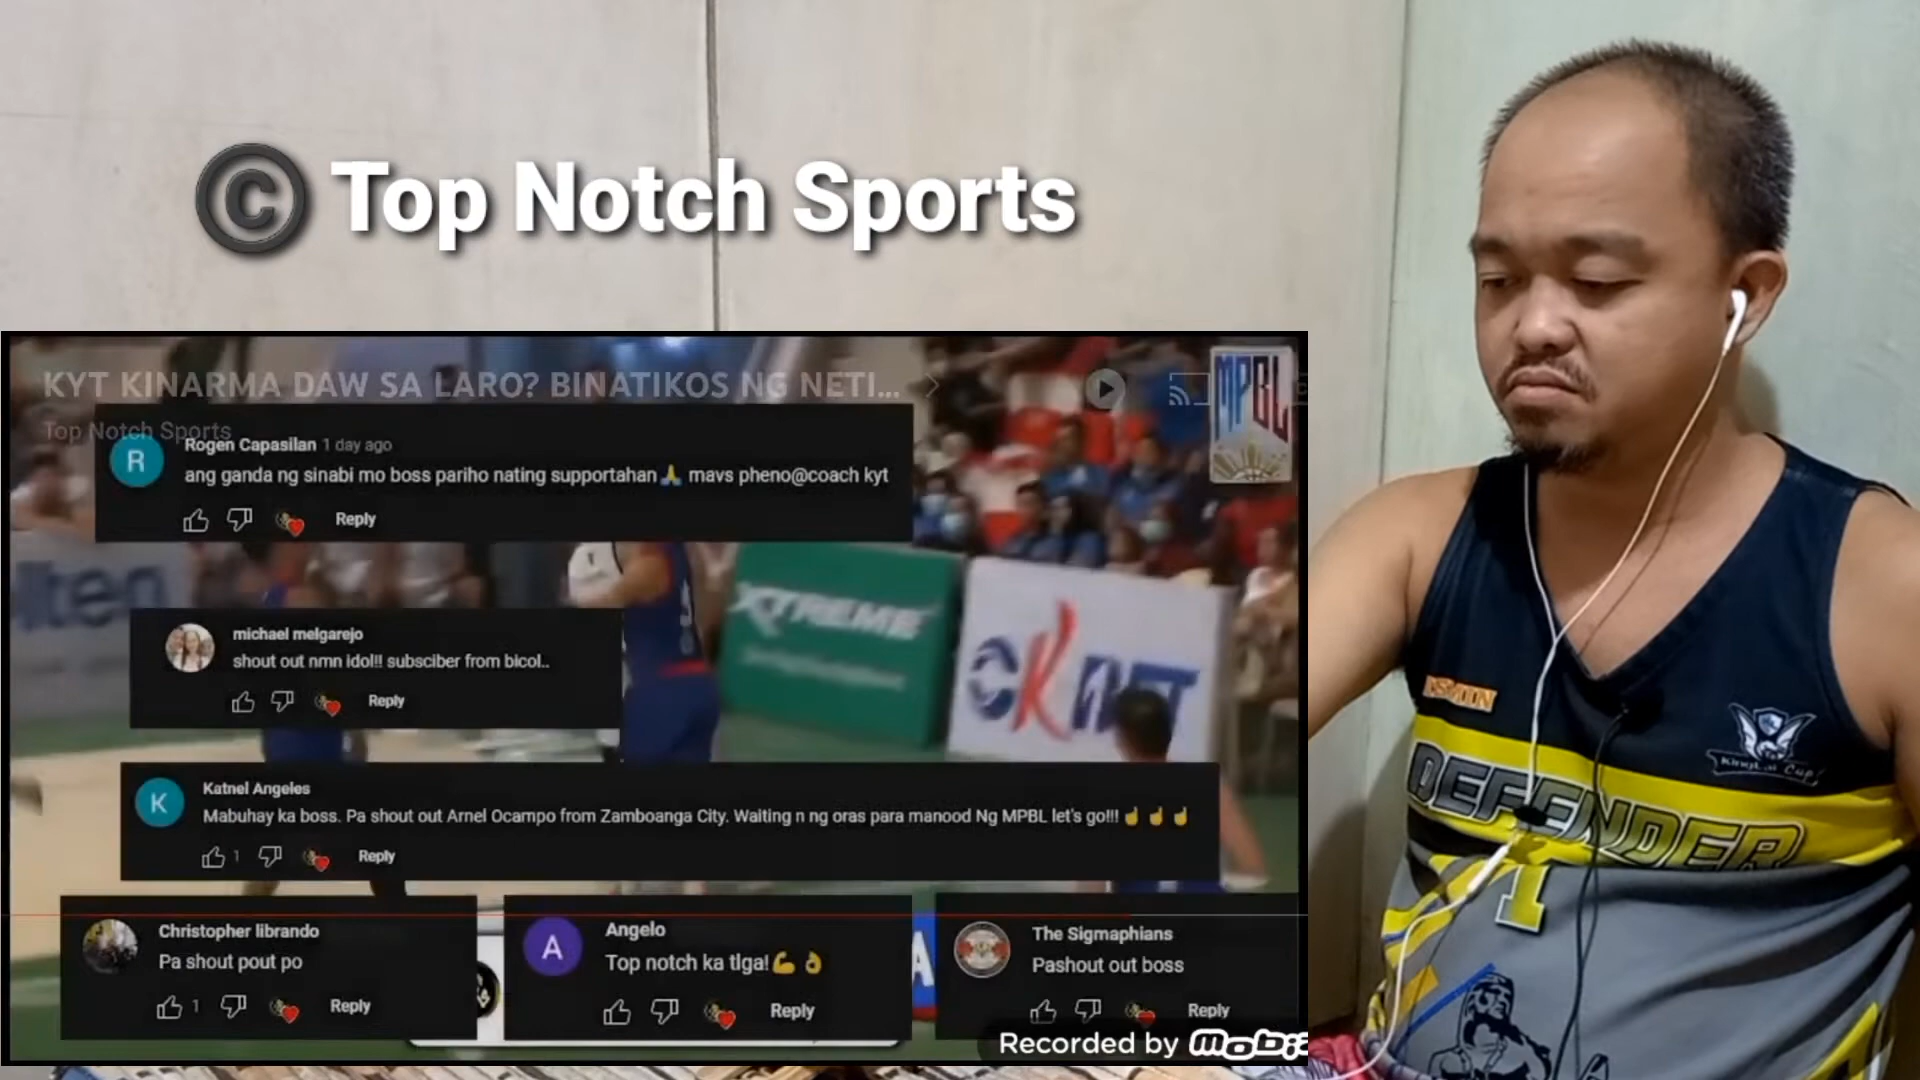 © Top Notch Sports
KYT KINARMA DAW SA LARO? BINATIKOS NG NETI...
Top Notch Sports
MPBL
R
Rogen Capasilan 1 day ago
ang ganda ng sinabi mo boss pariho nating supportahan🙏 mavs pheno@coach kyt
Reply
lten
XTREME
OKNET
michael melgarejo
shout out nmn idol!! subsciber from bicol..
Reply
K
Katnel Angeles
Mabuhay ka boss. Pa shout out Arnel Ocampo from Zamboanga City. Waiting n ng oras para manood Ng MPBL let's go!!! ☝️ ☝️ ☝️
1 Reply
Christopher librando
Pa shout pout po
1 Reply
A
Angelo
Top notch ka tlga!💪 👌
Reply
The Sigmaphians
Pashout out boss
Reply
Recorded by
DEFENDER
1